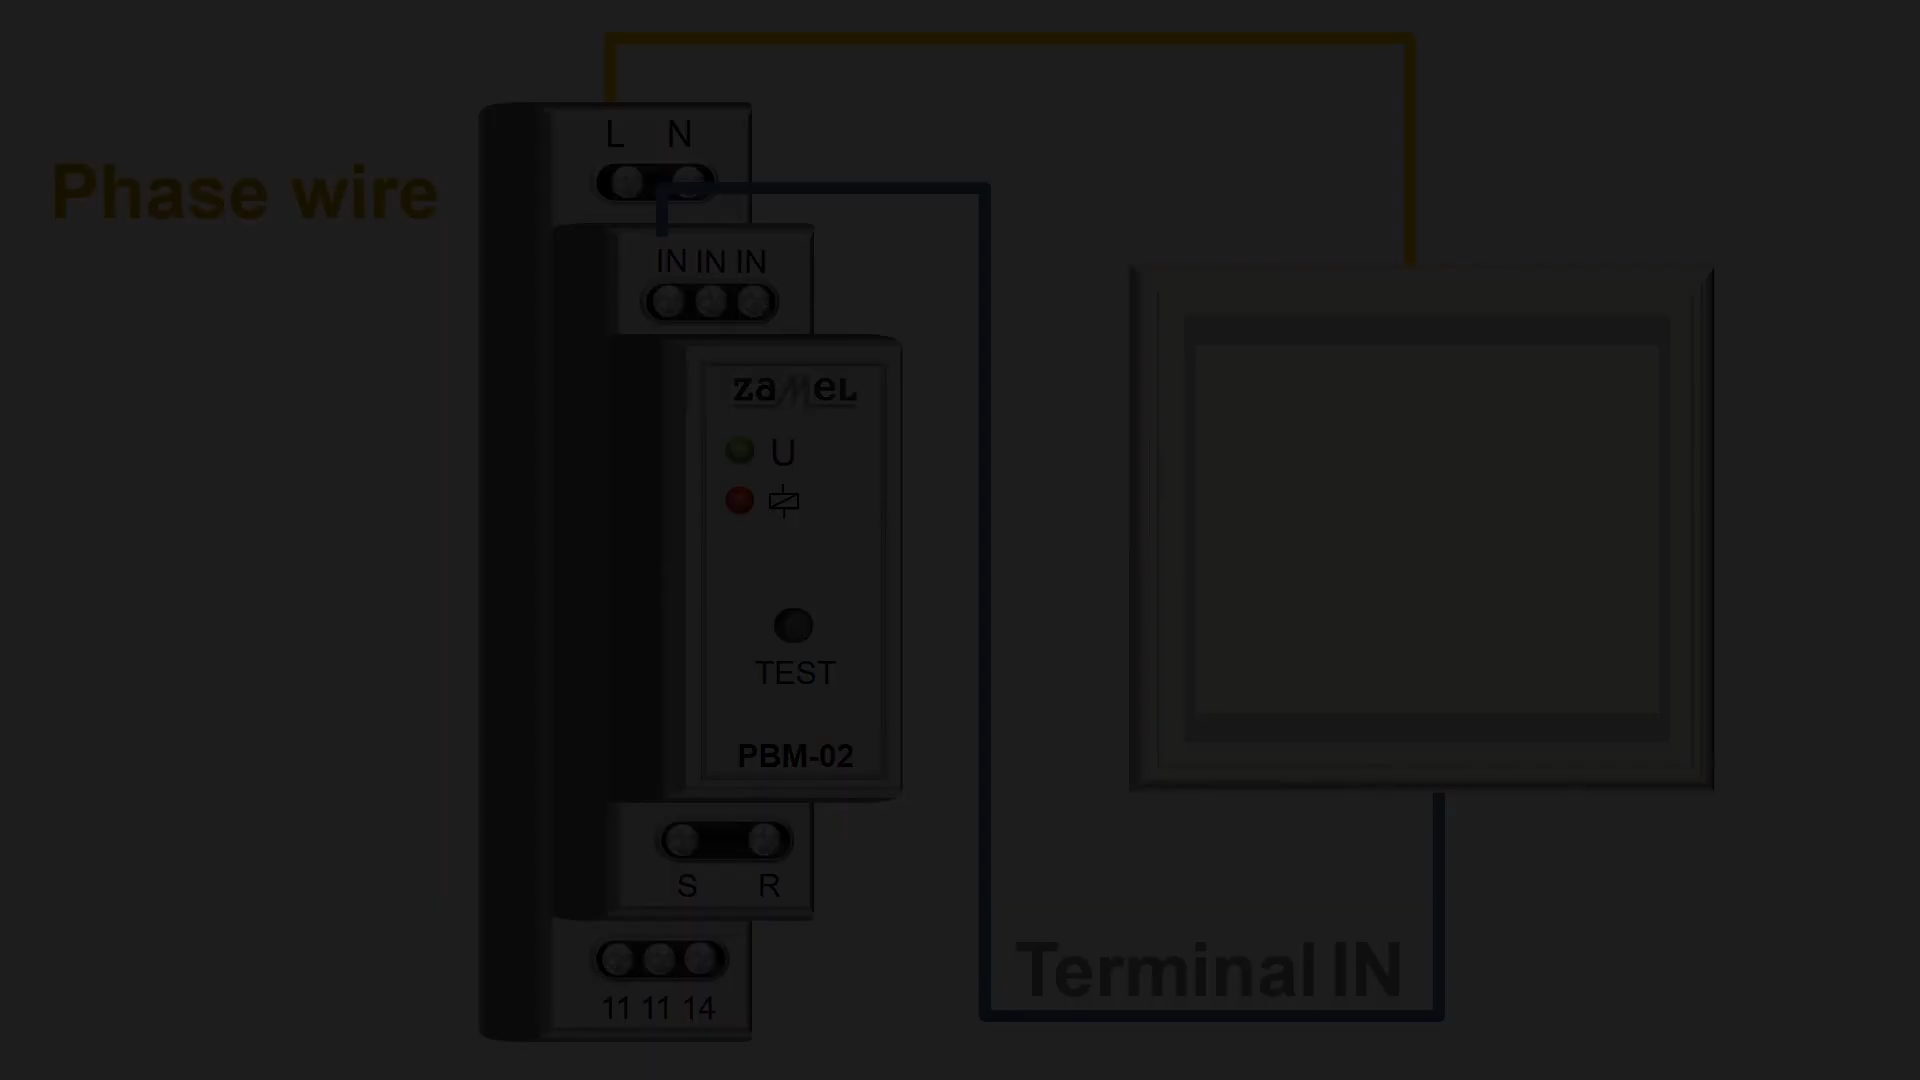 L N
Phase wire
IN IN IN
zamel
U
TEST
PBM-02
S R
Terminal IN
11 11 14